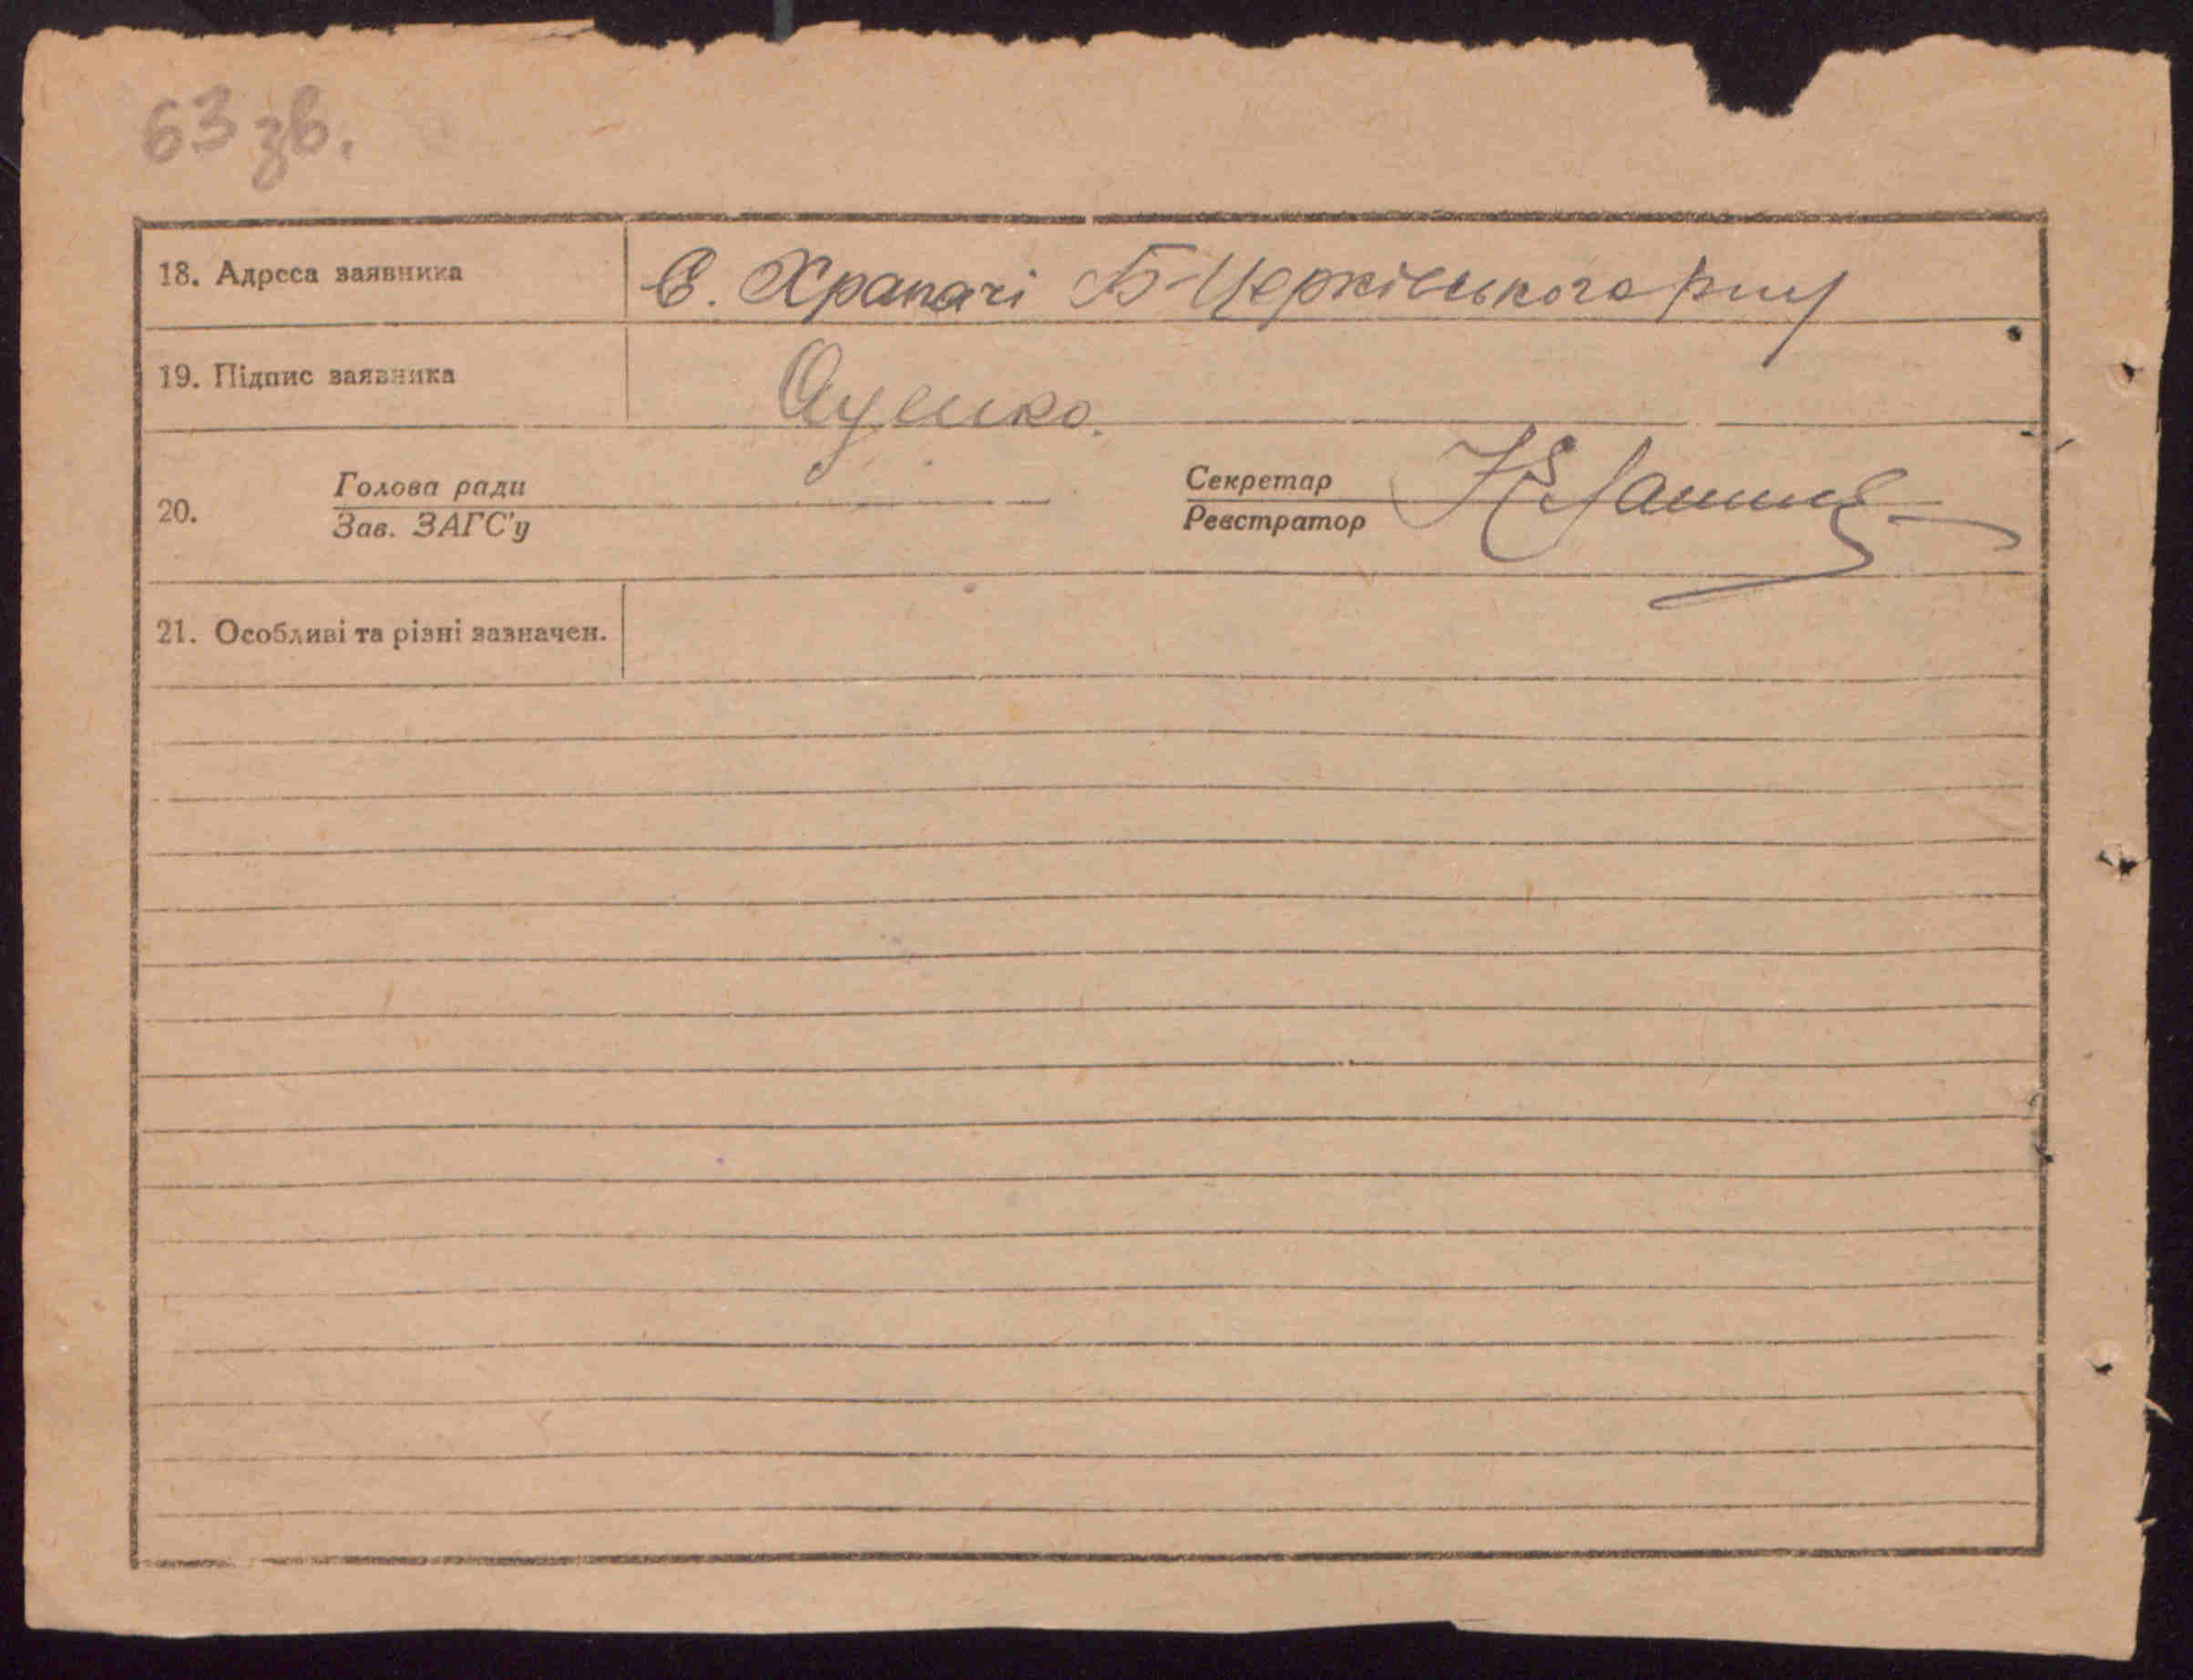 63 зв.
18. Адреса заявника С. Храпачі Б-Церківського р-ну
19. Підпис заявника
20. Голова ради Зав. ЗАГС'у Секретар Реєстратор
21. Особливі та різні зазначен.